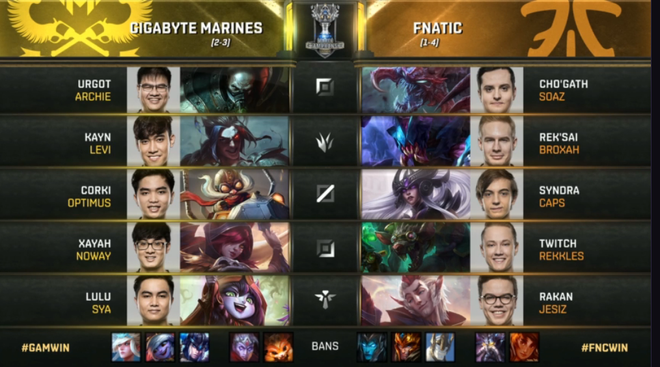 GIGABYTE MARINES
[2-3]
FNATIC
[1-4]
URGOT
ARCHIE
CHO'GATH
SOAZ
KAYN
LEVI
REK'SAI
BROXAH
CORKI
OPTIMUS
SYNDRA
CAPS
XAYAH
NOWAY
TWITCH
REKKLES
LULU
SYA
RAKAN
JESIZ
#GAMWIN
BANS
#FNCWIN